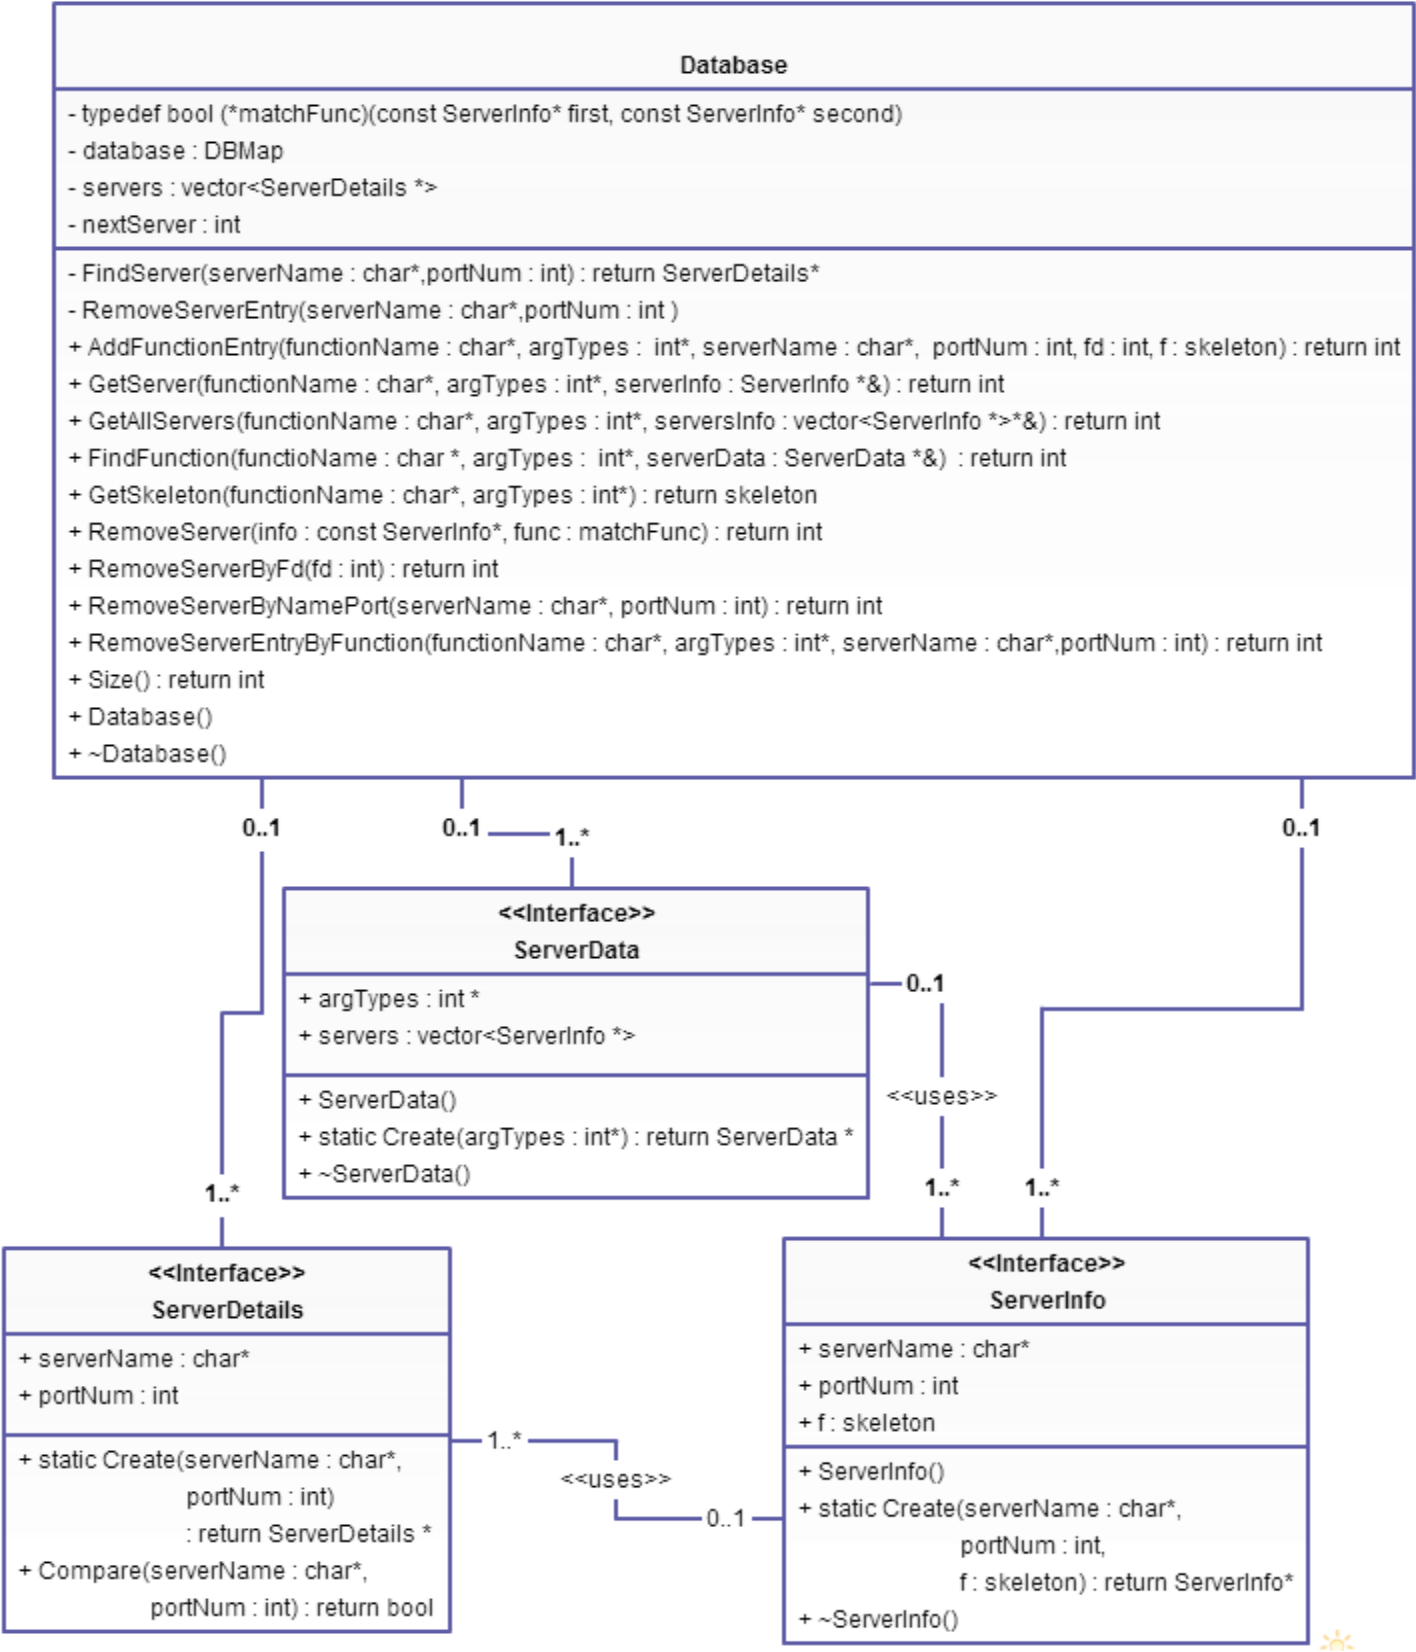 Database
- typedef bool (*matchFunc)(const ServerInfo* first, const ServerInfo* second)
- database : DBMap
- servers : vector<ServerDetails *>
- nextServer : int
- FindServer(serverName : char*,portNum : int) : return ServerDetails*
- RemoveServerEntry(serverName : char*,portNum : int )
+ AddFunctionEntry(functionName : char*, argTypes : int*, serverName : char*, portNum : int, fd : int, f : skeleton) : return int
+ GetServer(functionName : char*, argTypes : int*, serverInfo : ServerInfo *&) : return int
+ GetAllServers(functionName : char*, argTypes : int*, serversInfo : vector<ServerInfo *>*&) : return int
+ FindFunction(functioName : char *, argTypes : int*, serverData : ServerData *&) : return int
+ GetSkeleton(functionName : char*, argTypes : int*) : return skeleton
+ RemoveServer(info : const ServerInfo*, func : matchFunc) : return int
+ RemoveServerByFd(fd : int) : return int
+ RemoveServerByNamePort(serverName : char*, portNum : int) : return int
+ RemoveServerEntryByFunction(functionName : char*, argTypes : int*, serverName : char*,portNum : int) : return int
+ Size() : return int
+ Database()
+ ~Database()
0..1
0..1
1..*
0..1
<<Interface>>
ServerData
+ argTypes : int *
+ servers : vector<ServerInfo *>
+ ServerData()
+ static Create(argTypes : int*) : return ServerData *
+ ~ServerData()
0..1
<<uses>>
1..*
1..*
1..*
<<Interface>>
ServerDetails
+ serverName : char*
+ portNum : int
+ static Create(serverName : char*,
portNum : int)
: return ServerDetails *
+ Compare(serverName : char*,
portNum : int) : return bool
1..*
<<uses>>
0..1
<<Interface>>
ServerInfo
+ serverName : char*
+ portNum : int
+ f : skeleton
+ ServerInfo()
+ static Create(serverName : char*,
portNum : int,
f : skeleton) : return ServerInfo*
+ ~ServerInfo()